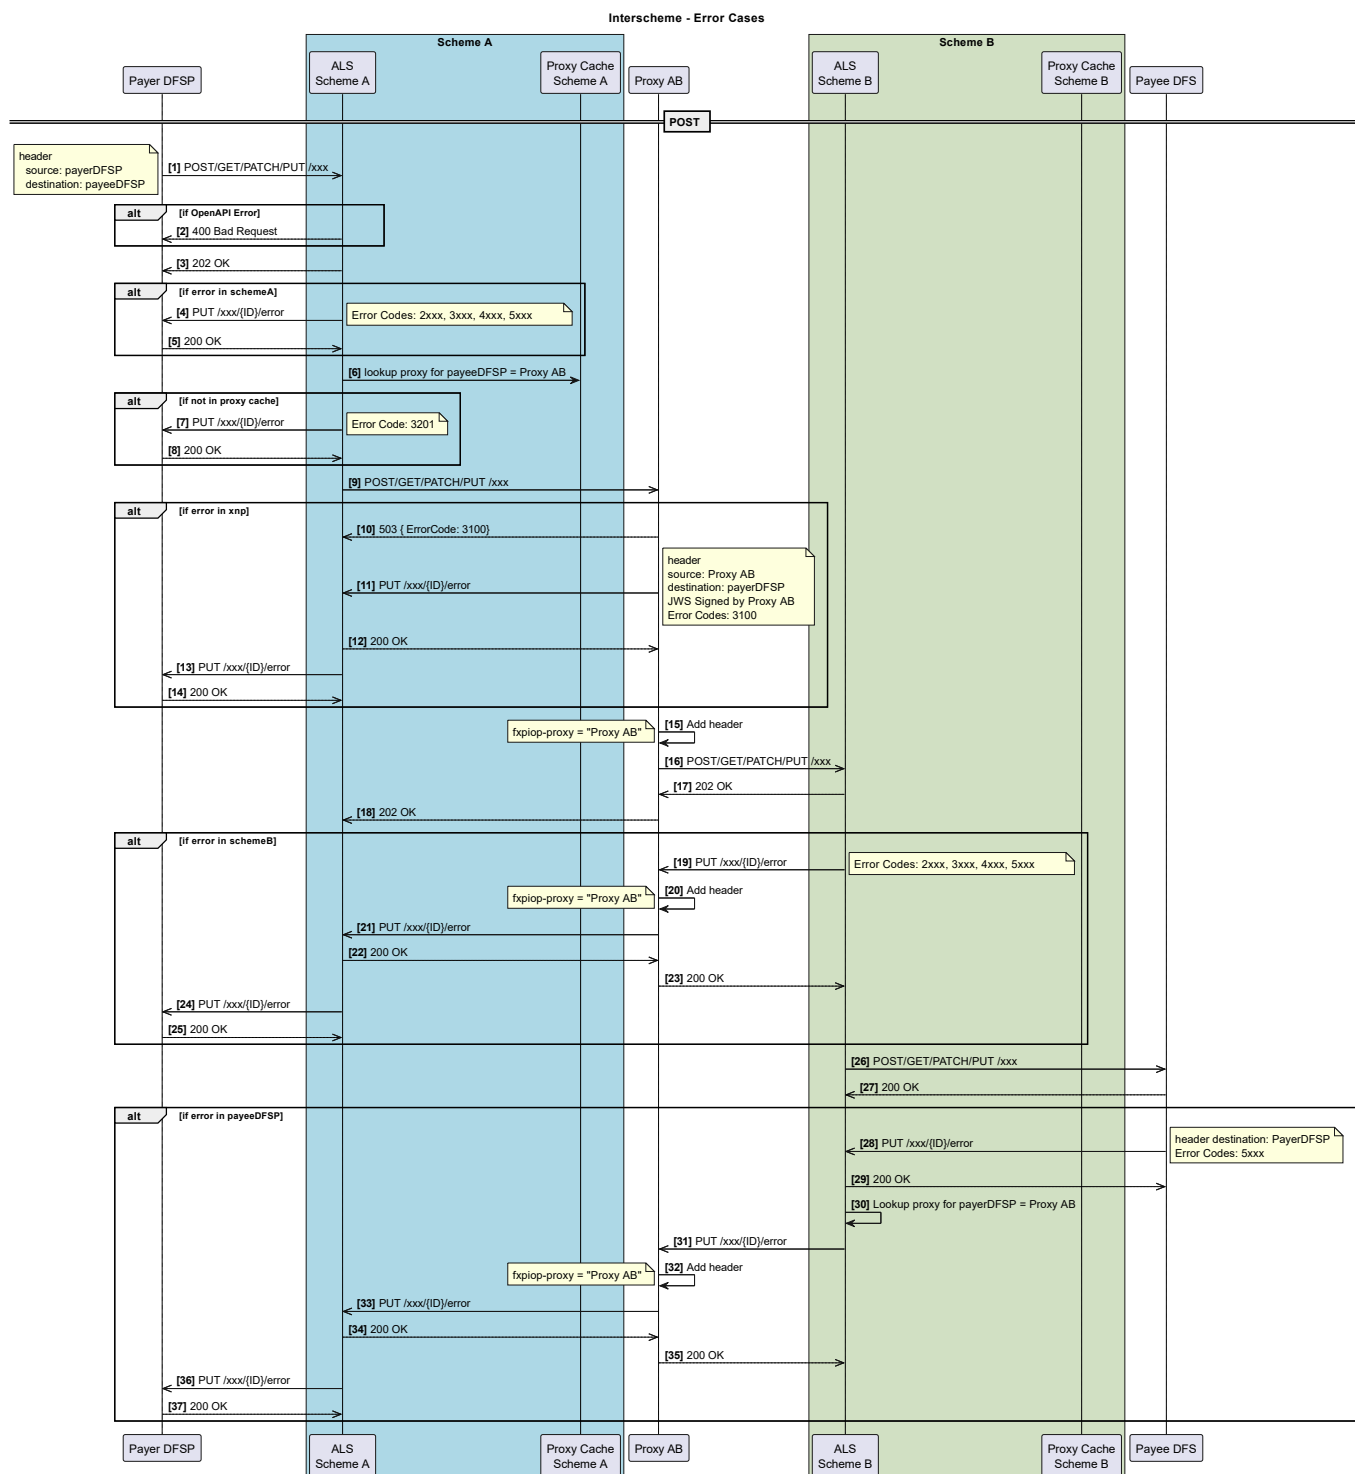 Interscheme - Error Cases
Scheme A
Scheme B
Payer DFSP
ALS
Scheme A
Proxy Cache
Scheme A
Proxy AB
ALS
Scheme B
Proxy Cache
Scheme B
Payee DFS
POST
header
source: payerDFSP
destination: payeeDFSP
[1] POST/GET/PATCH/PUT /xxx
alt [if OpenAPI Error]
[2] 400 Bad Request
[3] 202 OK
alt [if error in schemeA]
[4] PUT /xxx/{ID}/error
Error Codes: 2xxx, 3xxx, 4xxx, 5xxx
[5] 200 OK
[6] lookup proxy for payeeDFSP = Proxy AB
alt [if not in proxy cache]
[7] PUT /xxx/{ID}/error
Error Code: 3201
[8] 200 OK
[9] POST/GET/PATCH/PUT /xxx
alt [if error in xnp]
[10] 503 { ErrorCode: 3100}
header
source: Proxy AB
destination: payerDFSP
JWS Signed by Proxy AB
Error Codes: 3100
[11] PUT /xxx/{ID}/error
[12] 200 OK
[13] PUT /xxx/{ID}/error
[14] 200 OK
fxpiop-proxy = "Proxy AB"
[15] Add header
[16] POST/GET/PATCH/PUT /xxx
[17] 202 OK
[18] 202 OK
alt [if error in schemeB]
[19] PUT /xxx/{ID}/error
Error Codes: 2xxx, 3xxx, 4xxx, 5xxx
fxpiop-proxy = "Proxy AB"
[20] Add header
[21] PUT /xxx/{ID}/error
[22] 200 OK
[23] 200 OK
[24] PUT /xxx/{ID}/error
[25] 200 OK
[26] POST/GET/PATCH/PUT /xxx
[27] 200 OK
alt [if error in payeeDFSP]
[28] PUT /xxx/{ID}/error
header destination: PayerDFSP
Error Codes: 5xxx
[29] 200 OK
[30] Lookup proxy for payerDFSP = Proxy AB
[31] PUT /xxx/{ID}/error
fxpiop-proxy = "Proxy AB"
[32] Add header
[33] PUT /xxx/{ID}/error
[34] 200 OK
[35] 200 OK
[36] PUT /xxx/{ID}/error
[37] 200 OK
Payer DFSP
ALS
Scheme A
Proxy Cache
Scheme A
Proxy AB
ALS
Scheme B
Proxy Cache
Scheme B
Payee DFS